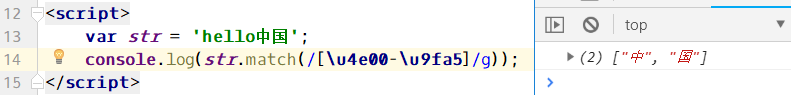 12 <script>
13 var str = 'hello中国';
14 console.log(str.match(/[\u4e00-\u9fa5]/g));
15 </script>
top
(2) ["中", "国"]